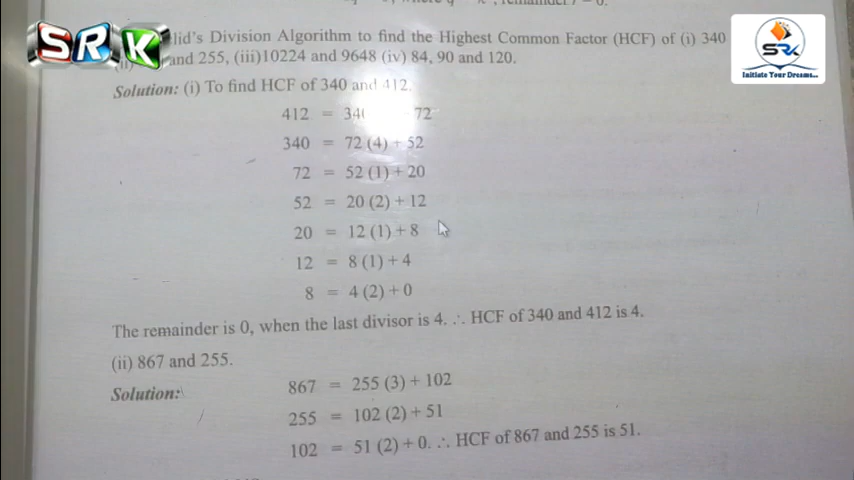 SRK
SRK
Initiate Your Dreams...
lid's Division Algorithm to find the Highest Common Factor (HCF) of (i) 340
and 255, (iii)10224 and 9648 (iv) 84, 90 and 120.
Solution: (i) To find HCF of 340 and 412.
412 = 340 72
340 = 72 (4) + 52
72 = 52 (1) + 20
52 = 20 (2) + 12
20 = 12 (1) + 8
12 = 8 (1) + 4
8 = 4 (2) + 0
The remainder is 0, when the last divisor is 4. ∴ HCF of 340 and 412 is 4.
(ii) 867 and 255.
Solution:
867 = 255 (3) + 102
255 = 102 (2) + 51
102 = 51 (2) + 0. ∴ HCF of 867 and 255 is 51.